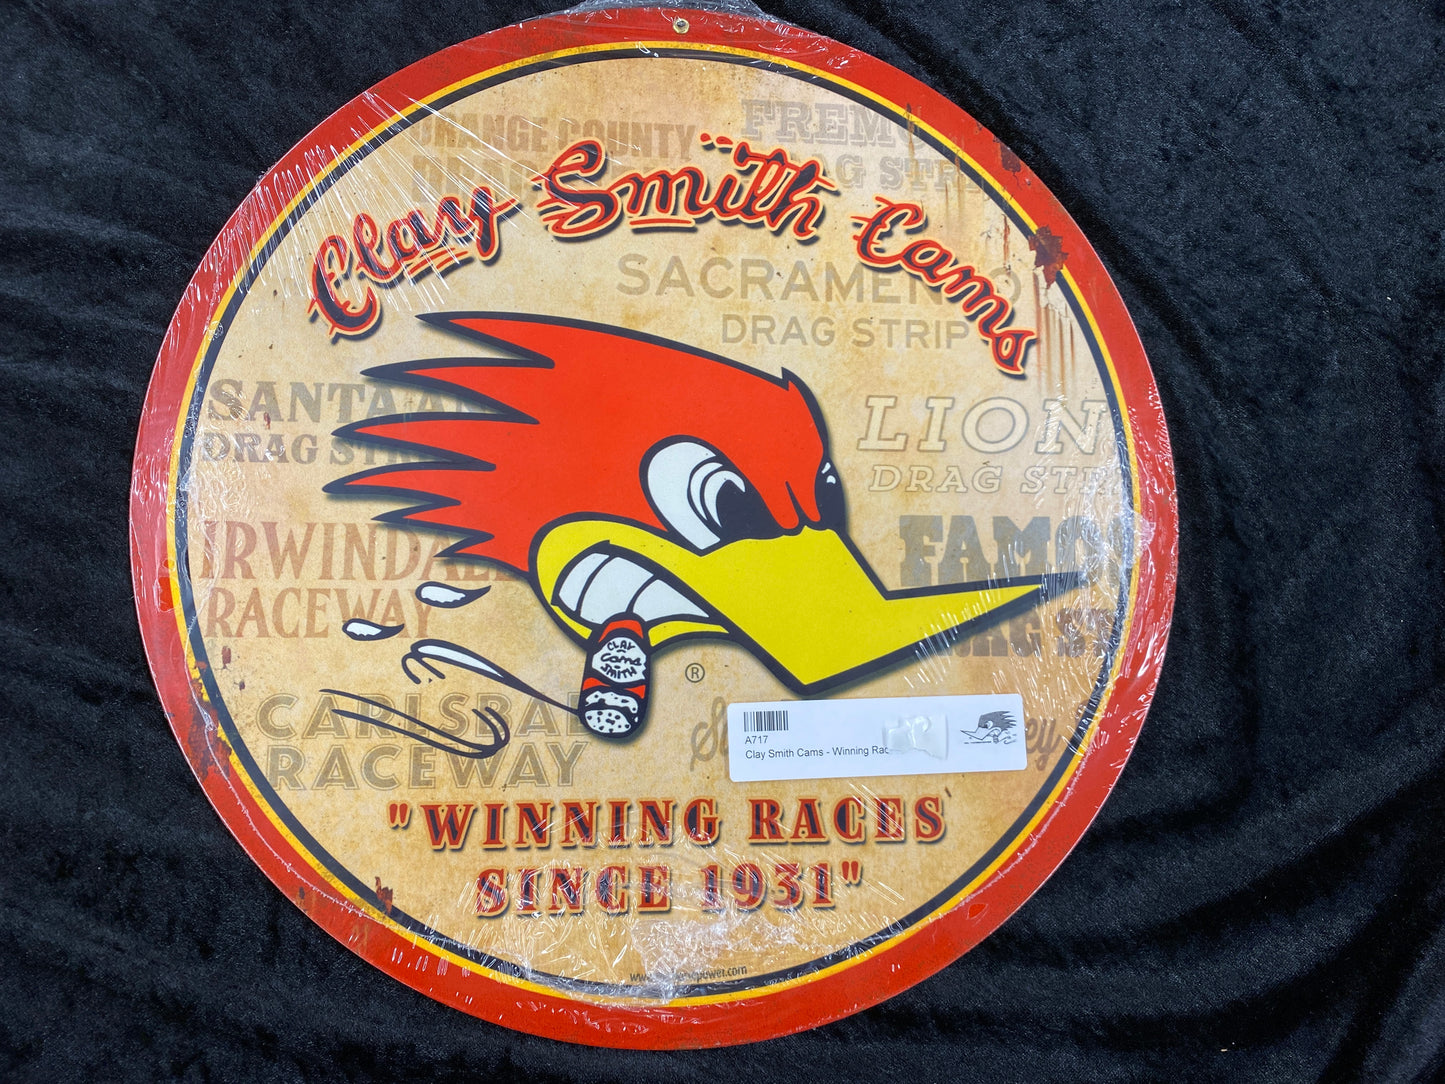 ORANGE COUNTY
DRAG
DRAG STRIP
Clay "Smith Cams
SACRAMENTO
DRAG STRIP
SANTA ANA
DRAG STRIP
LIONS
DRAG STRIP
IRWINDALE
RACEWAY
CLAY
Cams
SMITH
®
CARLSBAD
RACEWAY
A717
Clay Smith Cams - Winning
"WINNING RACES
SINCE 1931"